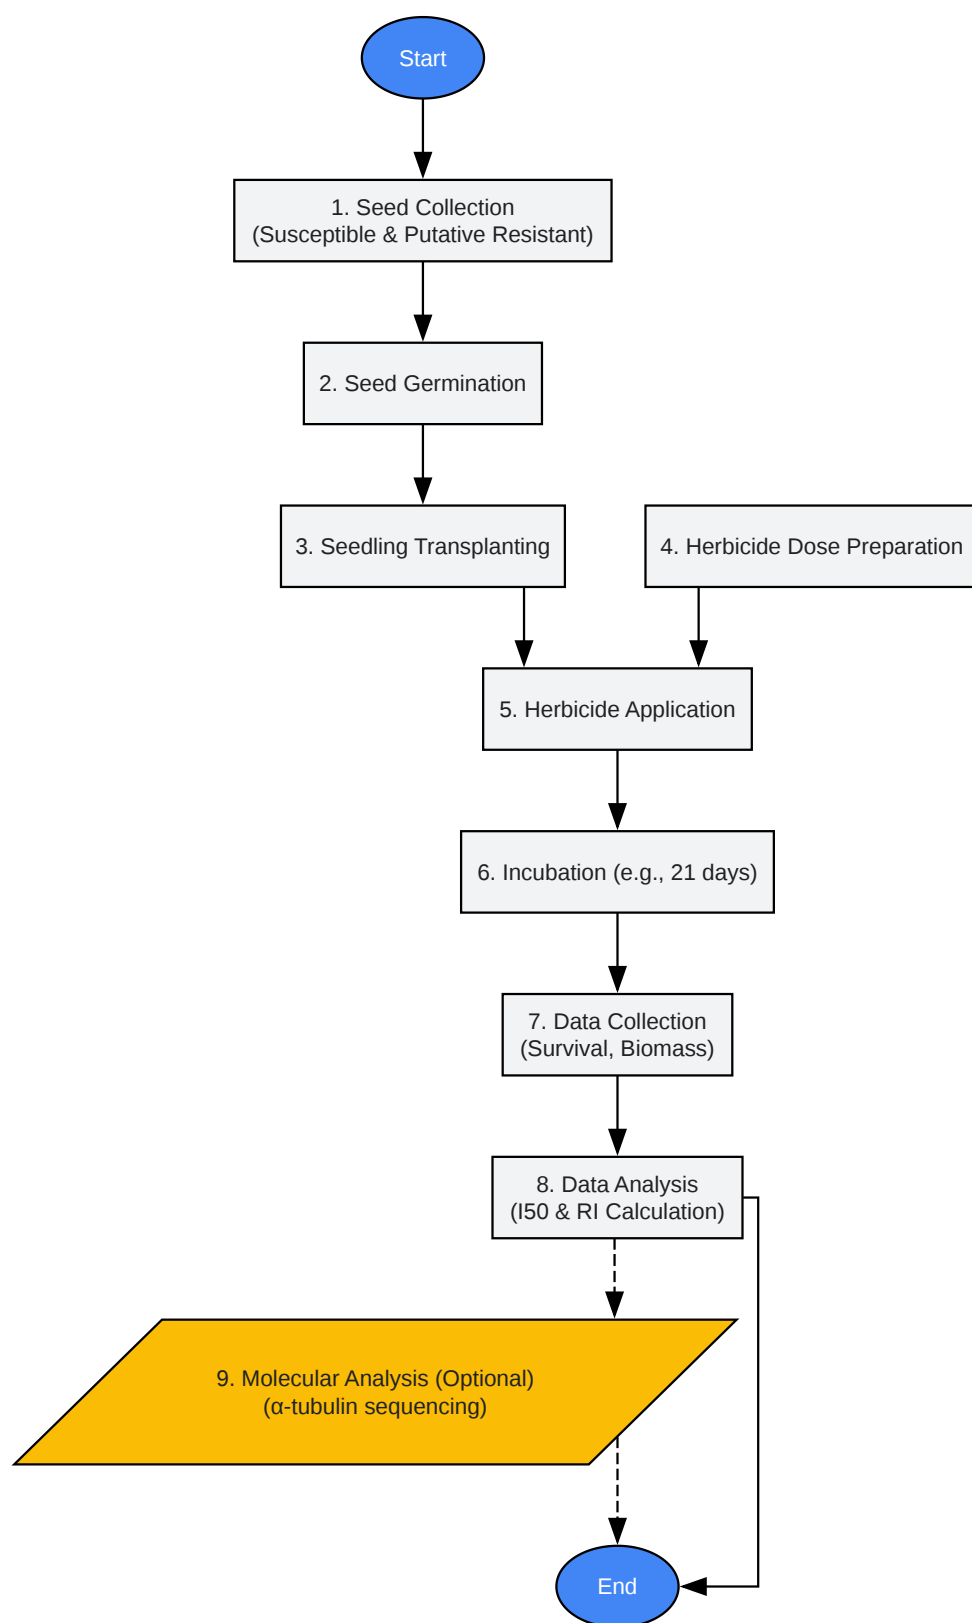 Start
1. Seed Collection
(Susceptible & Putative Resistant)
2. Seed Germination
3. Seedling Transplanting
4. Herbicide Dose Preparation
5. Herbicide Application
6. Incubation (e.g., 21 days)
7. Data Collection
(Survival, Biomass)
8. Data Analysis
(I50 & RI Calculation)
9. Molecular Analysis (Optional)
(α-tubulin sequencing)
End